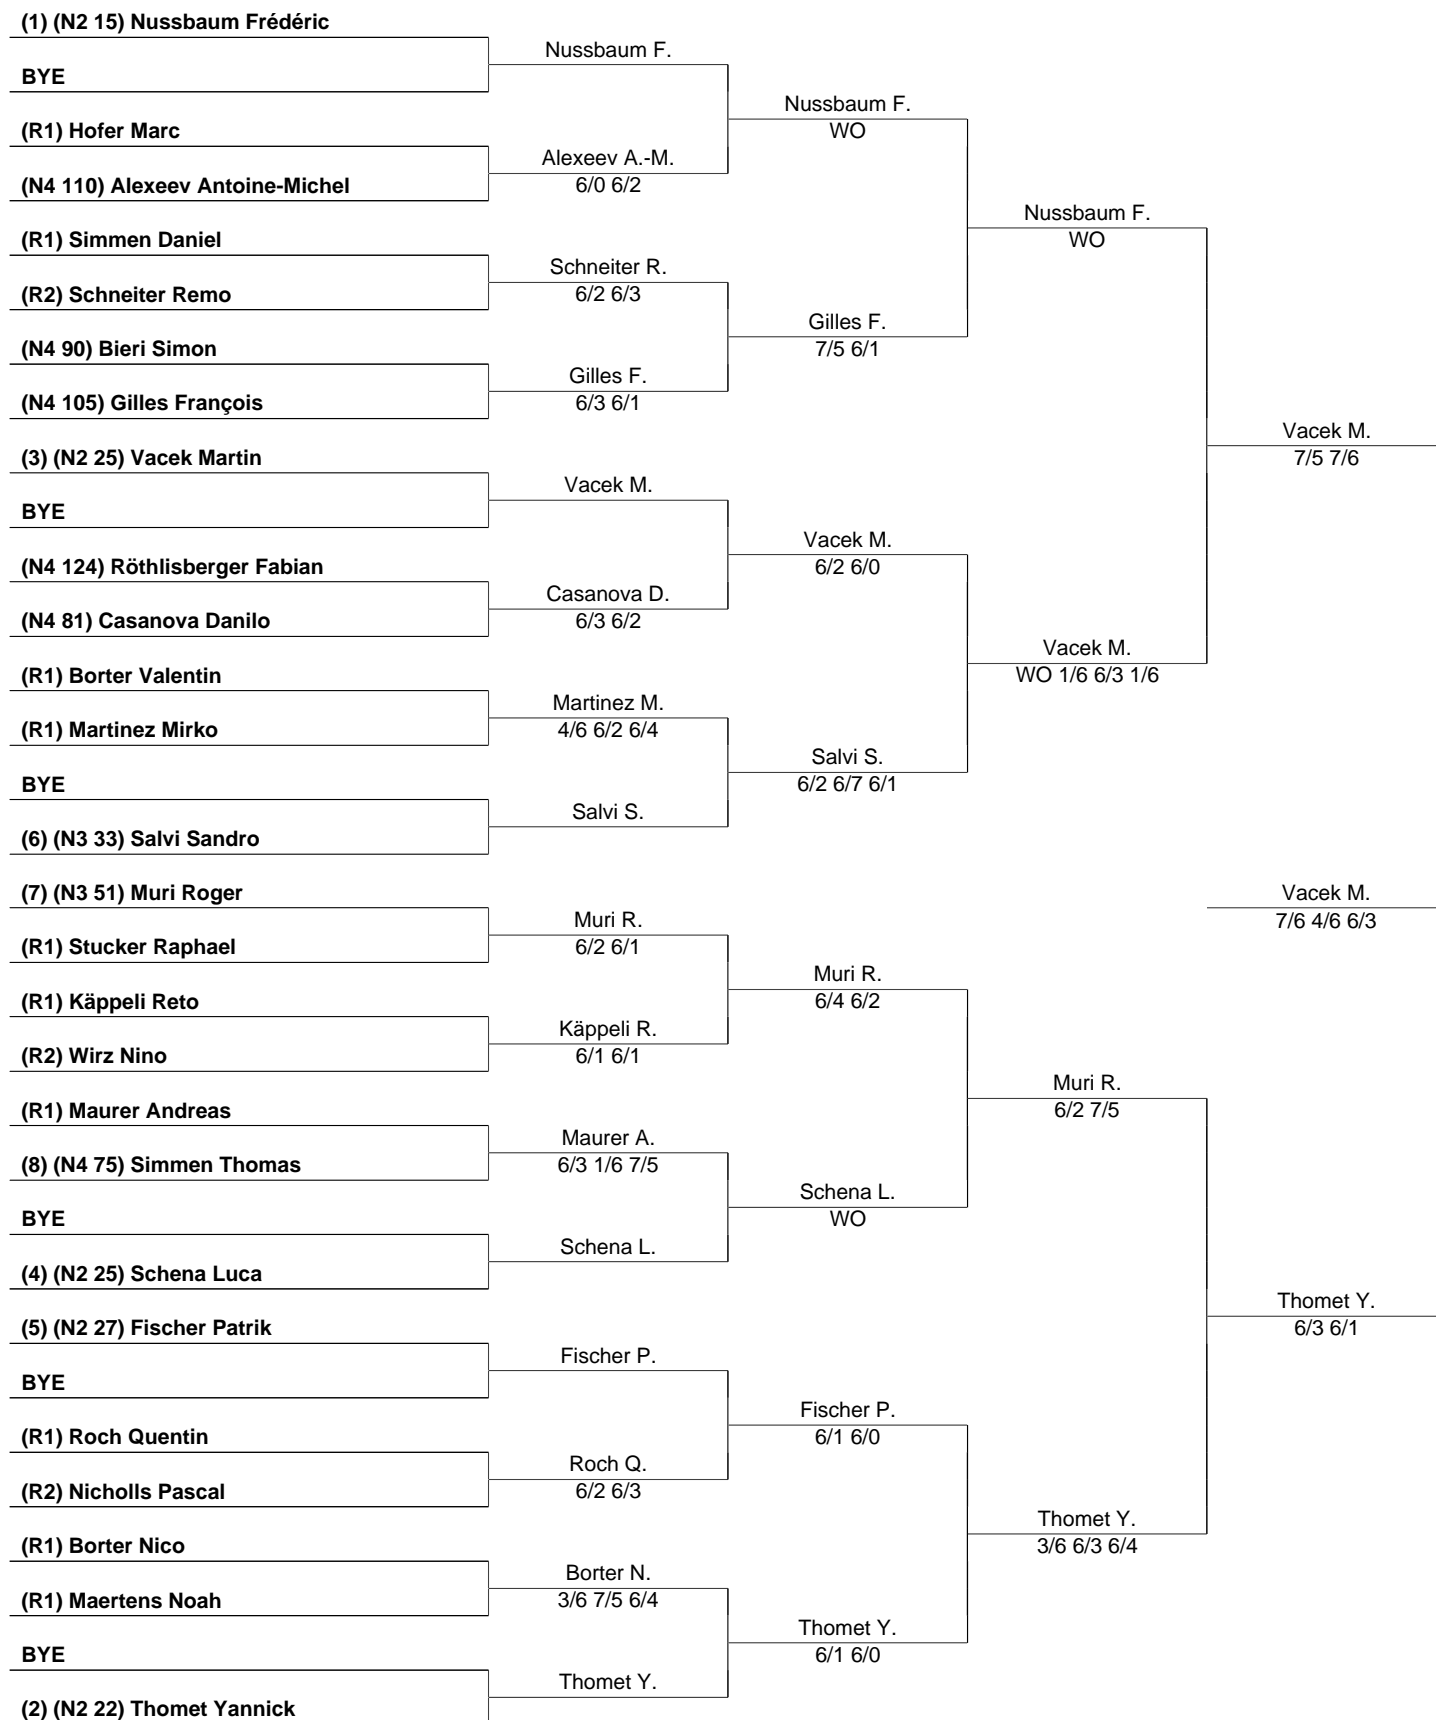 (1) (N2 15) Nussbaum Frédéric
BYE
(R1) Hofer Marc
(N4 110) Alexeev Antoine-Michel
(R1) Simmen Daniel
(R2) Schneiter Remo
(N4 90) Bieri Simon
(N4 105) Gilles François
(3) (N2 25) Vacek Martin
BYE
(N4 124) Röthlisberger Fabian
(N4 81) Casanova Danilo
(R1) Borter Valentin
(R1) Martinez Mirko
BYE
(6) (N3 33) Salvi Sandro
(7) (N3 51) Muri Roger
(R1) Stucker Raphael
(R1) Käppeli Reto
(R2) Wirz Nino
(R1) Maurer Andreas
(8) (N4 75) Simmen Thomas
BYE
(4) (N2 25) Schena Luca
(5) (N2 27) Fischer Patrik
BYE
(R1) Roch Quentin
(R2) Nicholls Pascal
(R1) Borter Nico
(R1) Maertens Noah
BYE
(2) (N2 22) Thomet Yannick
Nussbaum F.
Alexeev A.-M.
6/0 6/2
Schneiter R.
6/2 6/3
Gilles F.
6/3 6/1
Vacek M.
Casanova D.
6/3 6/2
Martinez M.
4/6 6/2 6/4
Salvi S.
Muri R.
6/2 6/1
Käppeli R.
6/1 6/1
Maurer A.
6/3 1/6 7/5
Schena L.
Fischer P.
Roch Q.
6/2 6/3
Borter N.
3/6 7/5 6/4
Thomet Y.
Nussbaum F.
WO
Gilles F.
7/5 6/1
Vacek M.
6/2 6/0
Salvi S.
6/2 6/7 6/1
Muri R.
6/4 6/2
Schena L.
WO
Fischer P.
6/1 6/0
Thomet Y.
6/1 6/0
Nussbaum F.
WO
Vacek M.
WO 1/6 6/3 1/6
Muri R.
6/2 7/5
Thomet Y.
3/6 6/3 6/4
Vacek M.
7/5 7/6
Thomet Y.
6/3 6/1
Vacek M.
7/6 4/6 6/3